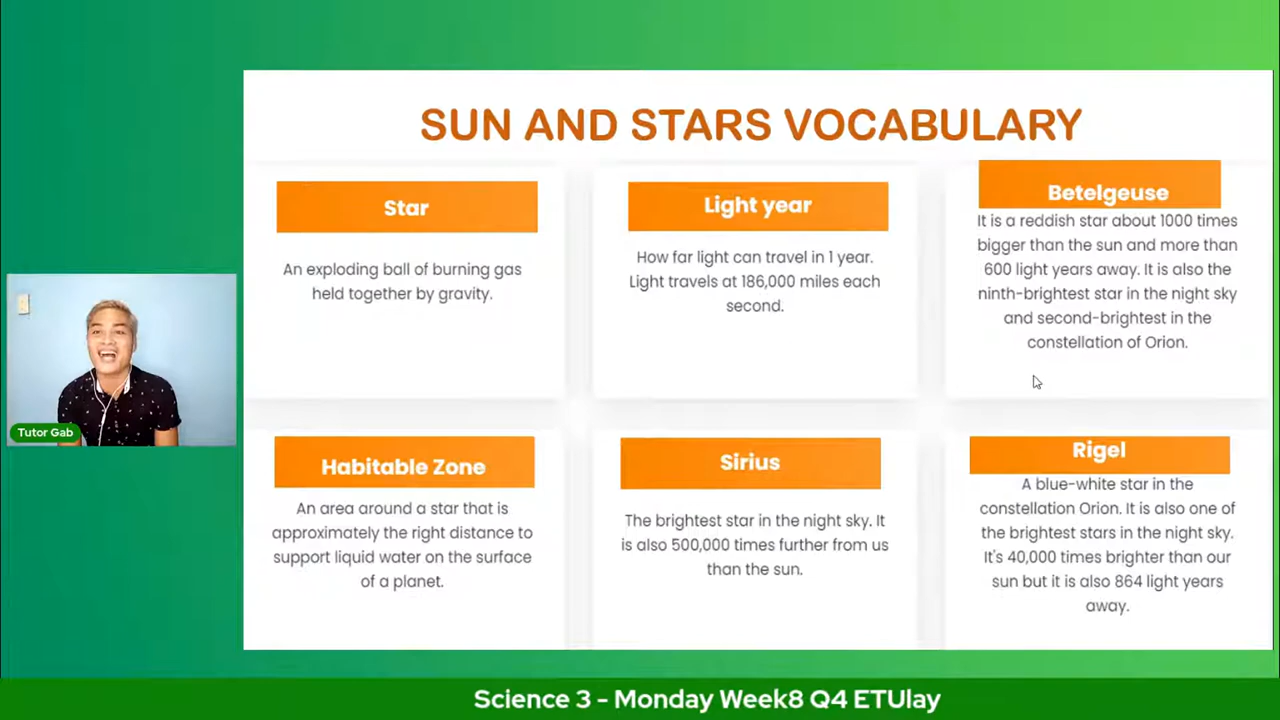 SUN AND STARS VOCABULARY
Star
An exploding ball of burning gas
held together by gravity.
Light year
How far light can travel in 1 year.
Light travels at 186,000 miles each
second.
Betelgeuse
It is a reddish star about 1000 times
bigger than the sun and more than
600 light years away. It is also the
ninth-brightest star in the night sky
and second-brightest in the
constellation of Orion.
Tutor Gab
Habitable Zone
An area around a star that is
approximately the right distance to
support liquid water on the surface
of a planet.
Sirius
The brightest star in the night sky. It
is also 500,000 times further from us
than the sun.
Rigel
A blue-white star in the
constellation Orion. It is also one of
the brightest stars in the night sky.
It's 40,000 times brighter than our
sun but it is also 864 light years
away.
Science 3 - Monday Week8 Q4 ETUlay